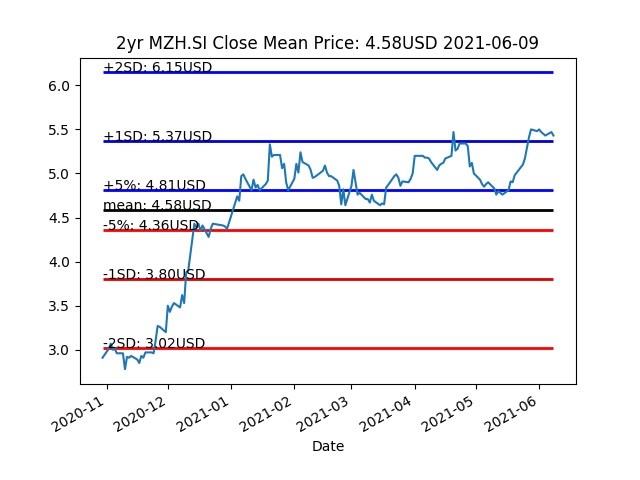 2yr MZH.SI Close Mean Price: 4.58USD 2021-06-09
+2SD: 6.15USD
6.0
5.5
+1SD: 5.37USD
5.0
+5%: 4.81USD
mean: 4.58USD
4.5
-5%: 4.36USD
4.0
-1SD: 3.80USD
3.5
-2SD: 3.02USD
3.0
2020-11
2020-12
2021-01
2021-02
2021-03
2021-04
2021-05
2021-06
Date